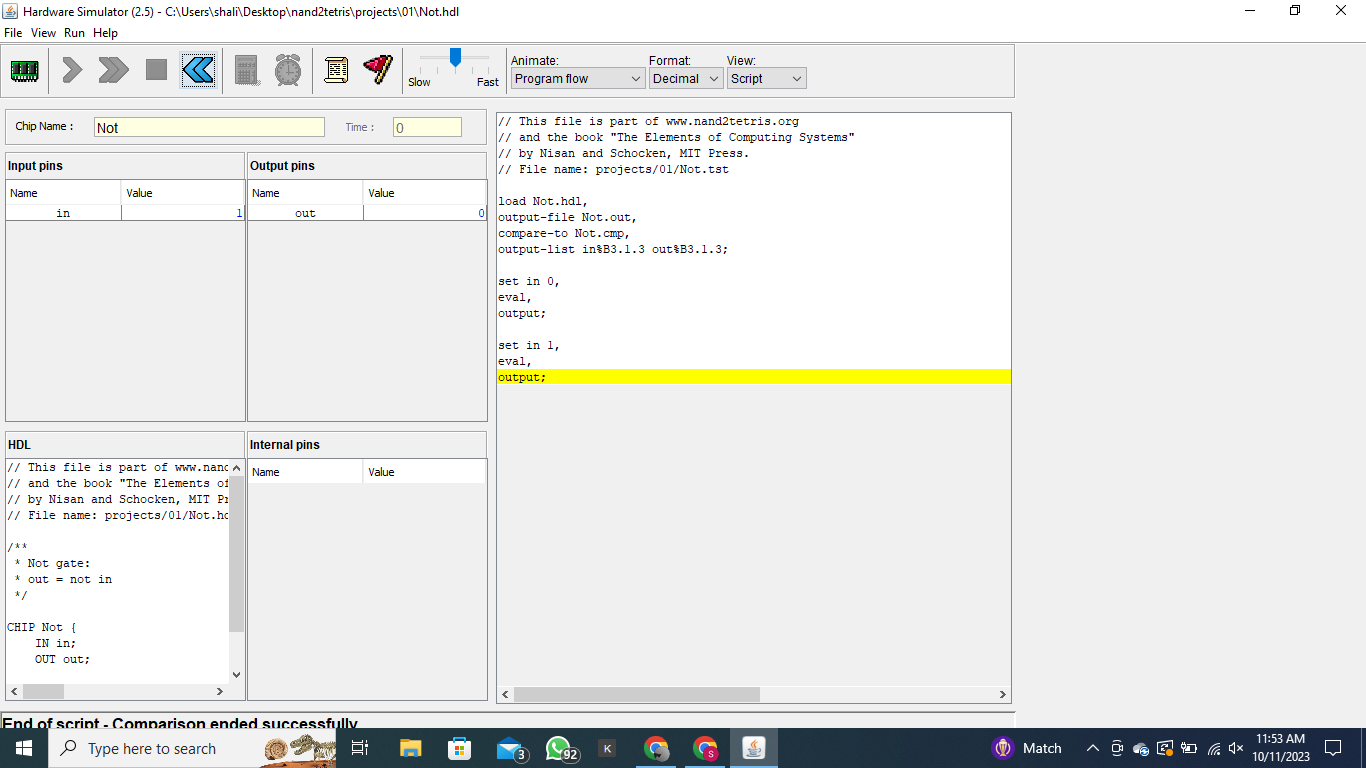 Hardware Simulator (2.5) - C:\Users\shali\Desktop\nand2tetris\projects\01\Not.hdl
File View Run Help
Slow Fast
Animate: Format: View:
Program flow Decimal Script
Chip Name : Not Time : 0
Input pins Output pins
Name Value Name Value
in 1 out 0
// This file is part of www.nand2tetris.org
// and the book "The Elements of Computing Systems"
// by Nisan and Schocken, MIT Press.
// File name: projects/01/Not.tst
load Not.hdl,
output-file Not.out,
compare-to Not.cmp,
output-list in%B3.1.3 out%B3.1.3;
set in 0,
eval,
output;
set in 1,
eval,
output;
HDL
// This file is part of www.nand
// and the book "The Elements of
// by Nisan and Schocken, MIT Pr
// File name: projects/01/Not.hd
/**
* Not gate:
* out = not in
*/
CHIP Not {
IN in;
OUT out;
Internal pins
Name Value
End of script - Comparison ended successfully
Type here to search
3
92
K
S
Match
11:53 AM
10/11/2023